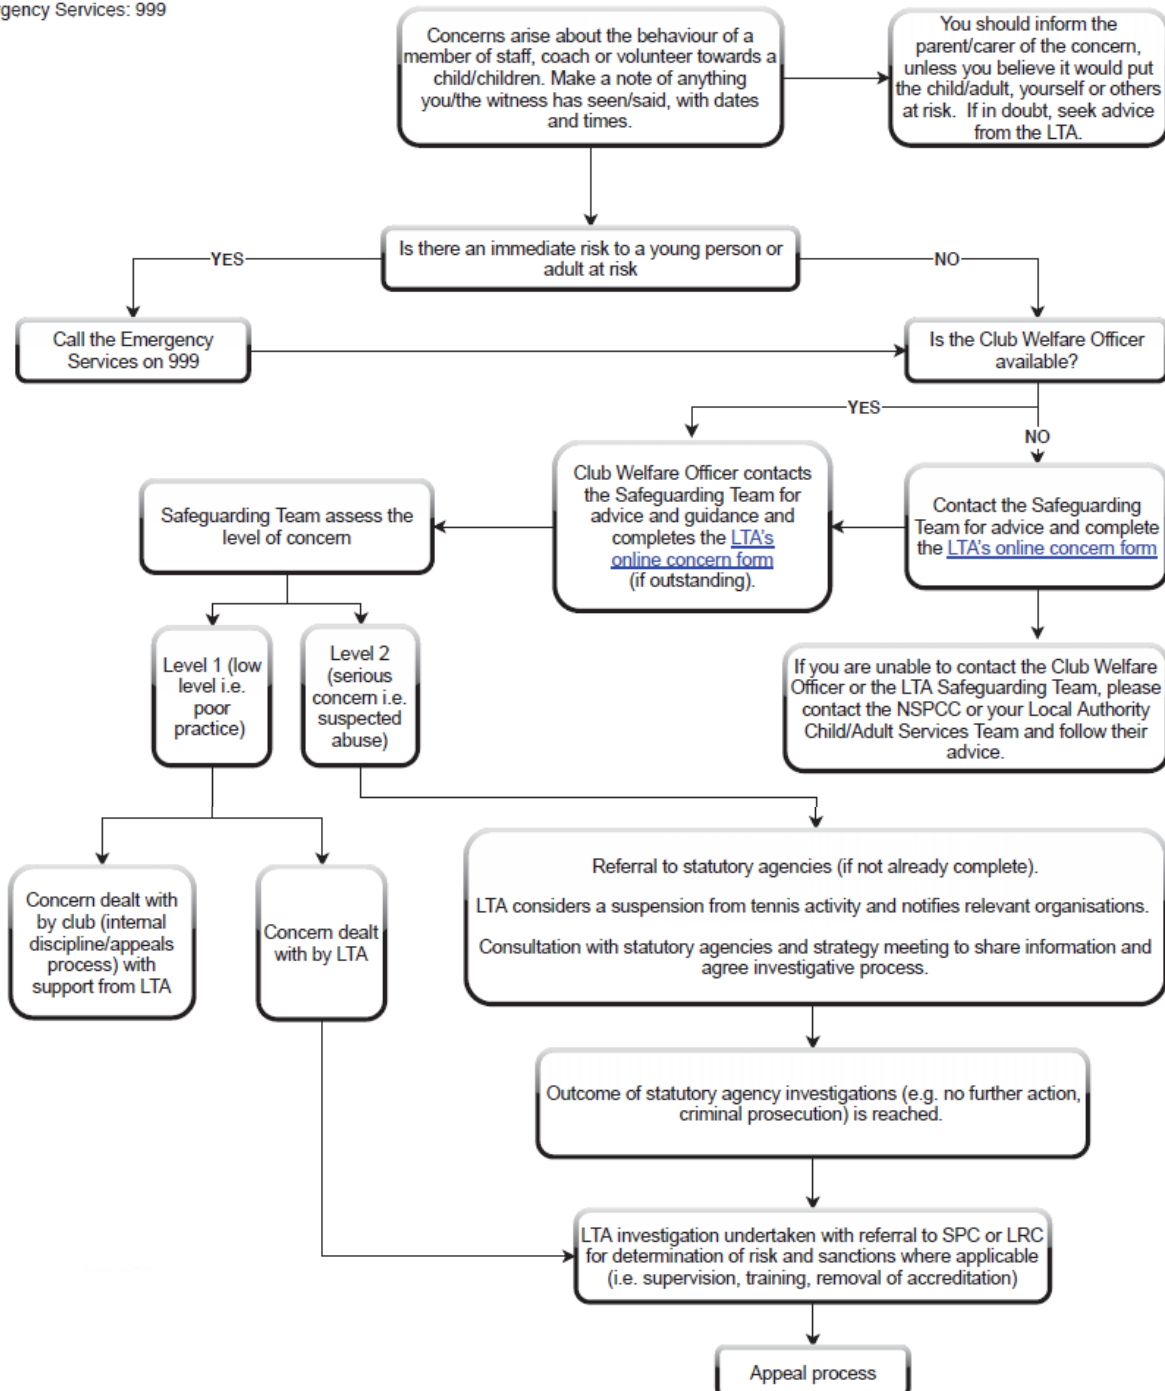 rgency Services: 999
Concerns arise about the behaviour of a
member of staff, coach or volunteer towards a
child/children. Make a note of anything
you/the witness has seen/said, with dates
and times.
You should inform the
parent/carer of the concern,
unless you believe it would put
the child/adult, yourself or others
at risk. If in doubt, seek advice
from the LTA.
Is there an immediate risk to a young person or
adult at risk
YES
NO
Call the Emergency
Services on 999
Is the Club Welfare Officer
available?
YES
NO
Club Welfare Officer contacts
the Safeguarding Team for
advice and guidance and
completes the LTA's
online concern form
(if outstanding).
Contact the Safeguarding
Team for advice and complete
the LTA's online concern form
Safeguarding Team assess the
level of concern
Level 1 (low
level i.e.
poor
practice)
Level 2
(serious
concern i.e.
suspected
abuse)
If you are unable to contact the Club Welfare
Officer or the LTA Safeguarding Team, please
contact the NSPCC or your Local Authority
Child/Adult Services Team and follow their
advice.
Concern dealt with
by club (internal
discipline/appeals
process) with
support from LTA
Concern dealt
with by LTA
Referral to statutory agencies (if not already complete).
LTA considers a suspension from tennis activity and notifies relevant organisations.
Consultation with statutory agencies and strategy meeting to share information and
agree investigative process.
Outcome of statutory agency investigations (e.g. no further action,
criminal prosecution) is reached.
LTA investigation undertaken with referral to SPC or LRC
for determination of risk and sanctions where applicable
(i.e. supervision, training, removal of accreditation)
Appeal process